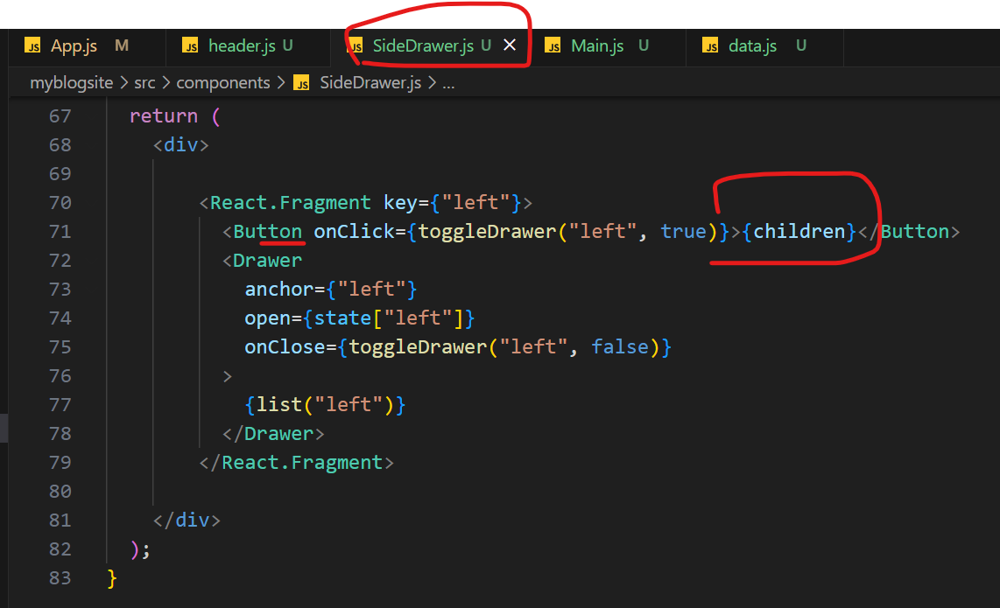 JS App.js M JS header.js U JS SideDrawer.js U × JS Main.js U JS data.js U
myblogsite > src > components > JS SideDrawer.js > ...
67 return (
68 <div>
69
70 <React.Fragment key={"left"}>
71 <Button onClick={toggleDrawer("left", true)}>{children}</Button>
72 <Drawer
73 anchor={"left"}
74 open={state["left"]}
75 onClose={toggleDrawer("left", false)}
76 >
77 {list("left")}
78 </Drawer>
79 </React.Fragment>
80
81 </div>
82 );
83 }